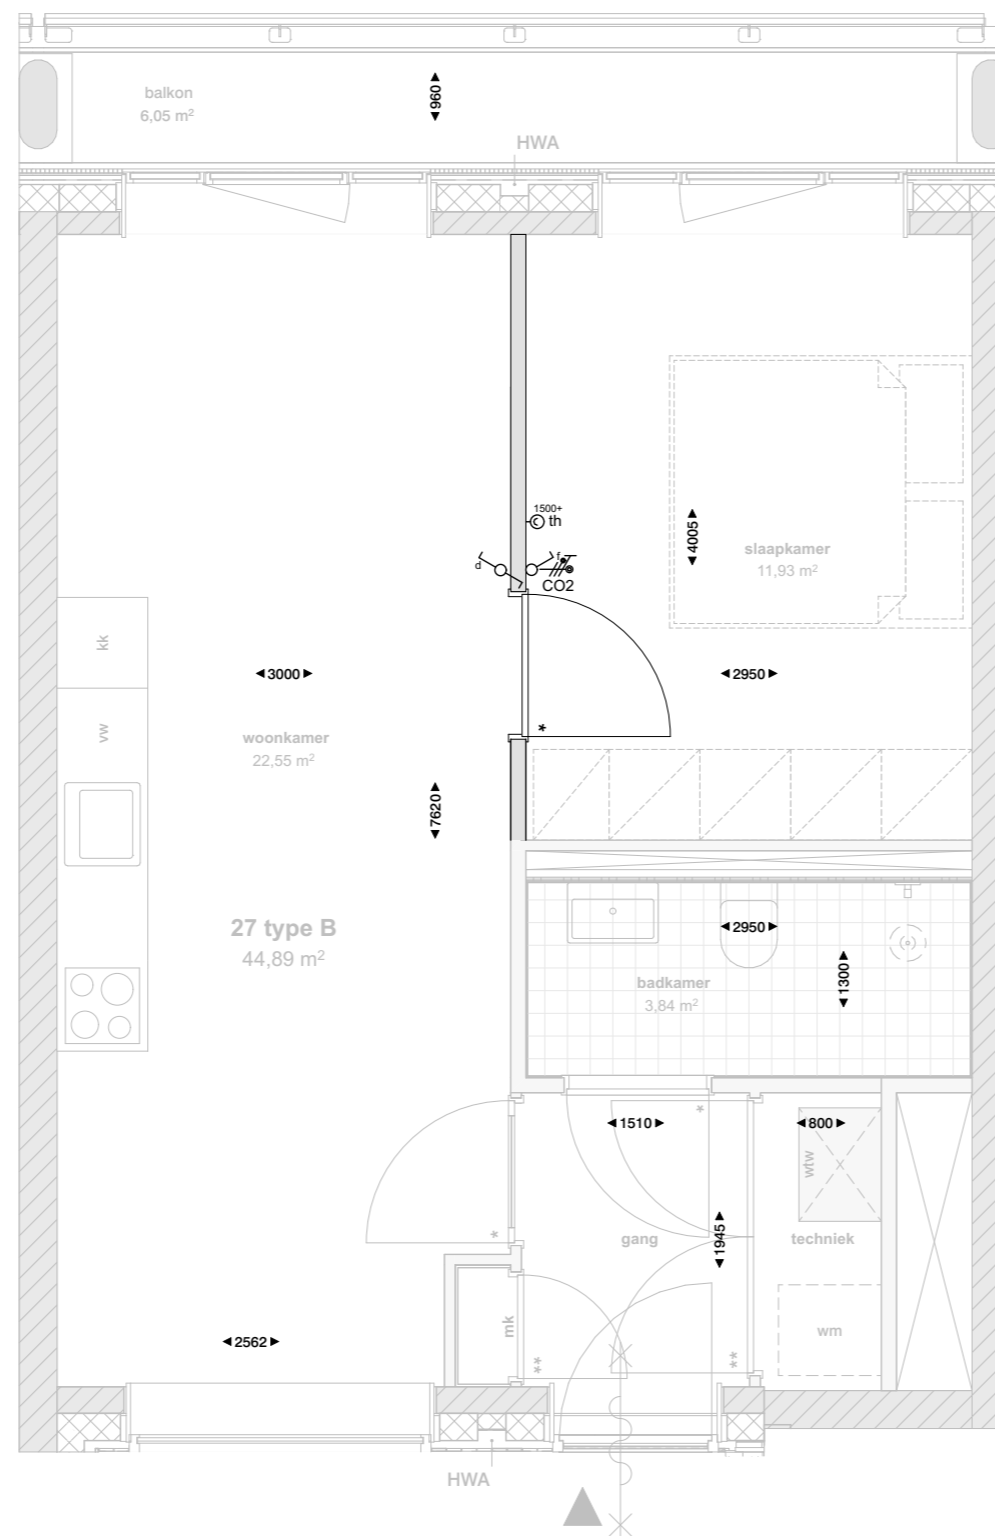 balkon
6,05 m²
960
HWA
1500+
th
4005
slaapkamer
11,93 m²
d
f
CO2
kk
3000
2950
*
vw
woonkamer
22,55 m²
7620
27 type B
44,89 m²
2950
badkamer
3,84 m²
1300
1510
*
800
wtw
*
gang
1945
techniek
mk
wm
2562
**
**
HWA